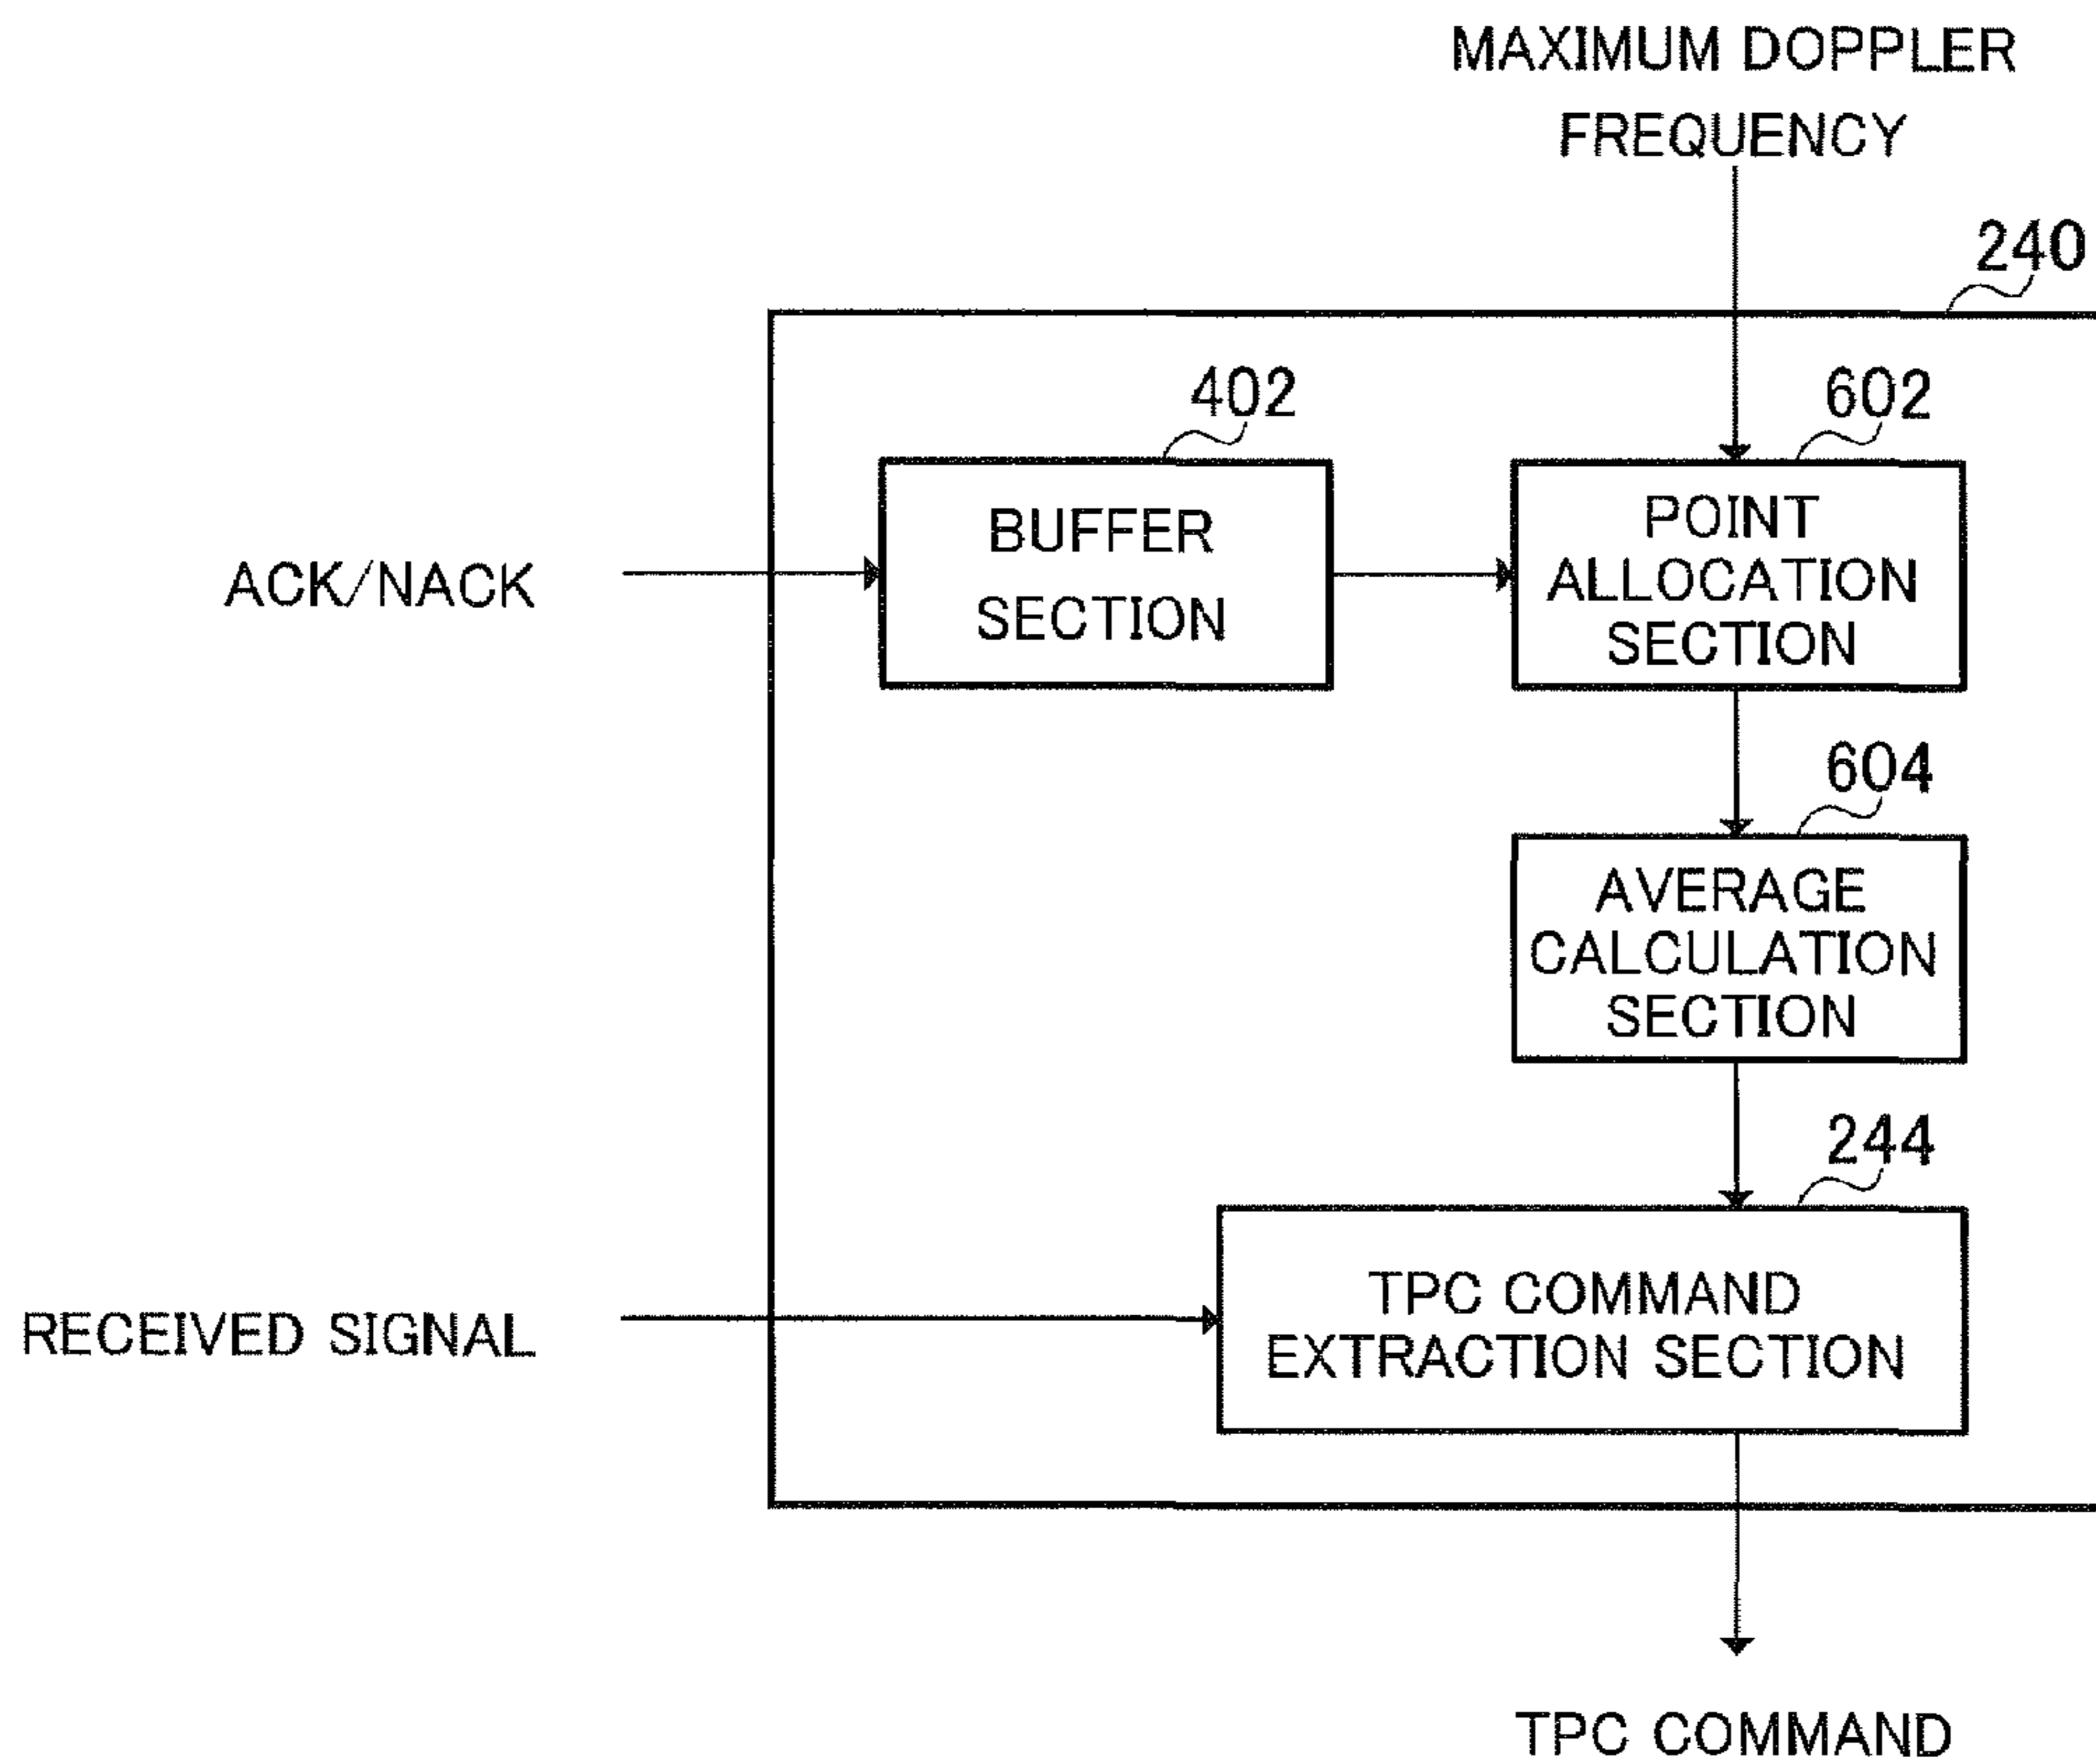 MAXIMUM DOPPLER
FREQUENCY
240
402
602
BUFFER
SECTION
POINT
ALLOCATION
SECTION
ACK/NACK
604
AVERAGE
CALCULATION
SECTION
244
TPC COMMAND
EXTRACTION SECTION
RECEIVED SIGNAL
TPC COMMAND